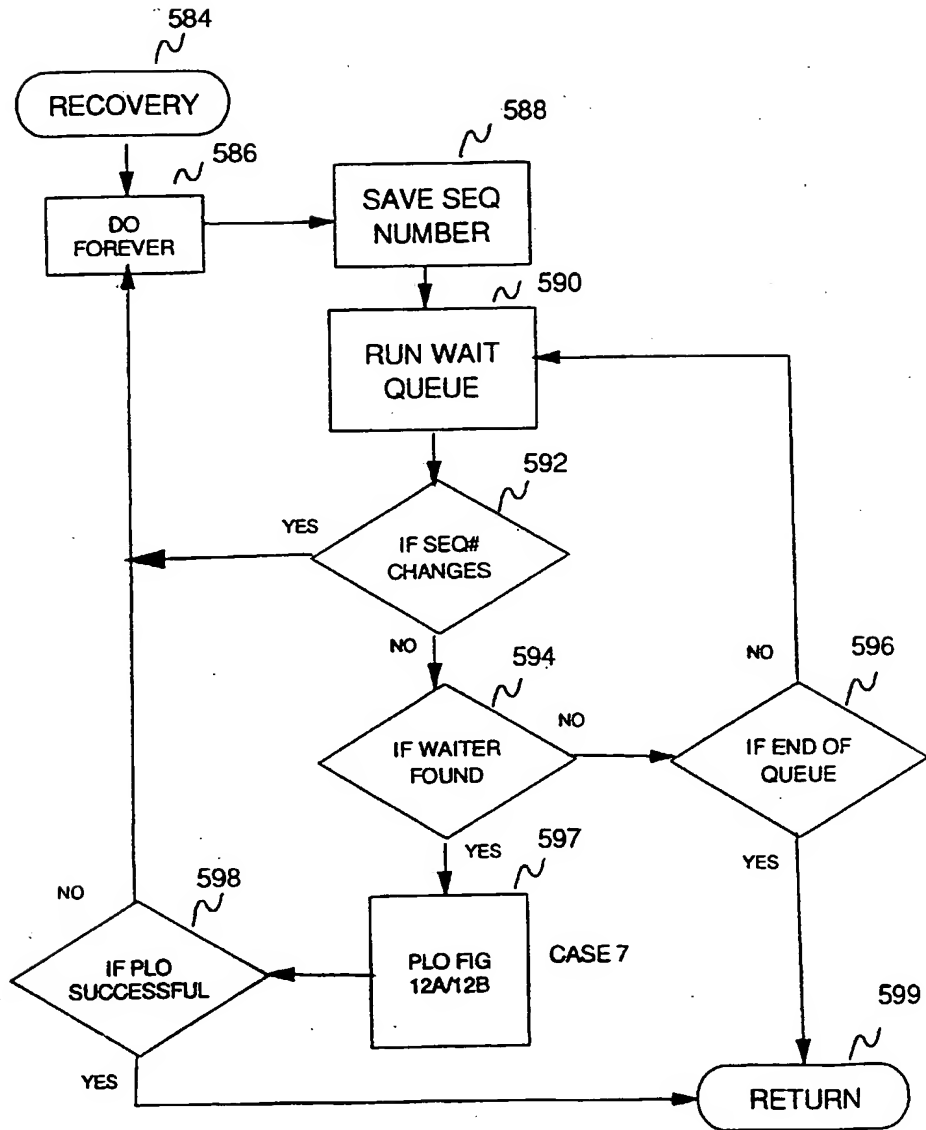 584
RECOVERY
586
DO
FOREVER
588
SAVE SEQ
NUMBER
590
RUN WAIT
QUEUE
592
YES
IF SEQ#
CHANGES
NO
594
NO
IF WAITER
FOUND
NO
596
IF END OF
QUEUE
YES
YES
597
PLO FIG
12A/12B
CASE 7
598
NO
IF PLO
SUCCESSFUL
YES
599
RETURN